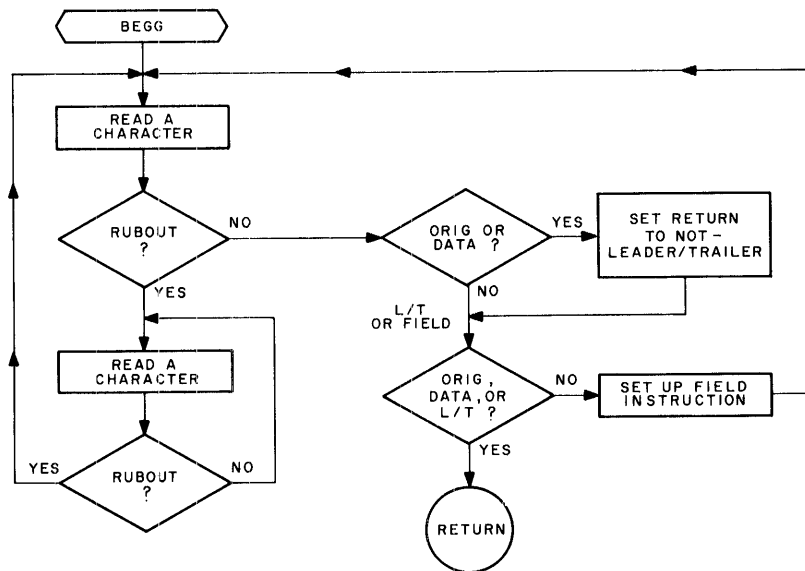 BEGG
READ A
CHARACTER
RUBOUT
?
NO
YES
ORIG OR
DATA ?
YES
NO
SET RETURN
TO NOT-
LEADER/TRAILER
L/T
OR FIELD
READ A
CHARACTER
RUBOUT
?
YES
NO
ORIG,
DATA, OR
L/T ?
NO
YES
SET UP FIELD
INSTRUCTION
RETURN